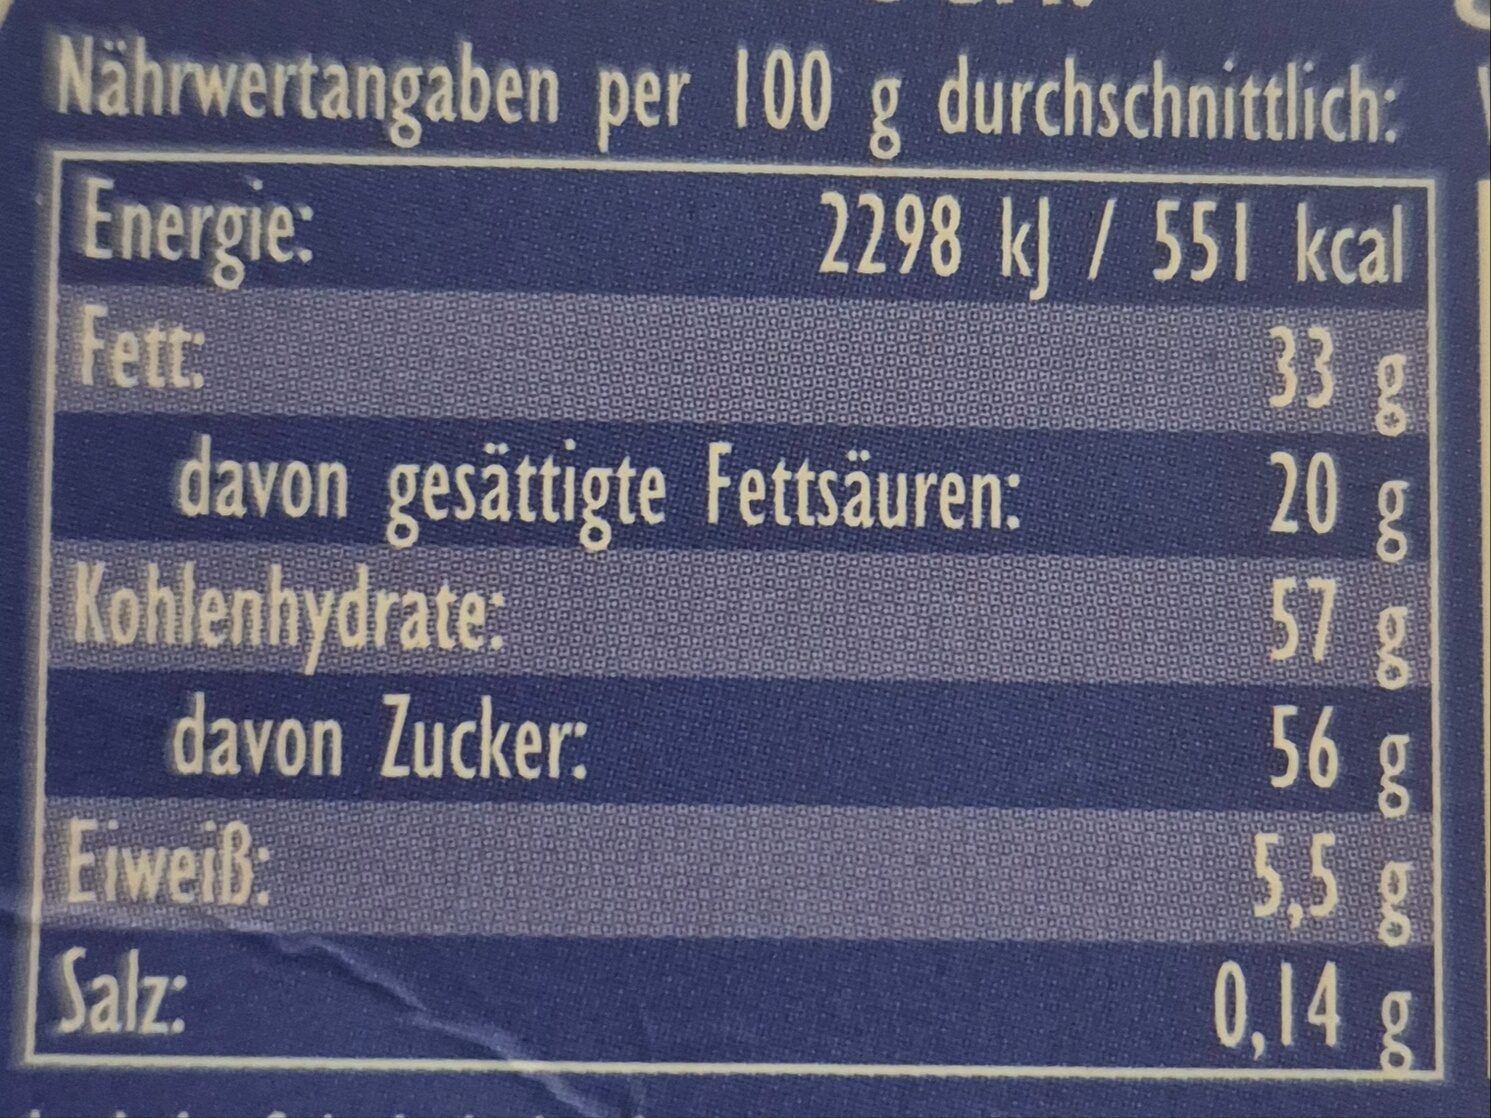 Nährwertangaben per 100 g durchschnittlich:
Energie: 2298 kJ / 551 kcal
Fett: 33 g
davon gesättigte Fettsäuren: 20 g
Kohlenhydrate: 57 g
davon Zucker: 56 g
Eiweiß: 5,5 g
Salz: 0,14 g